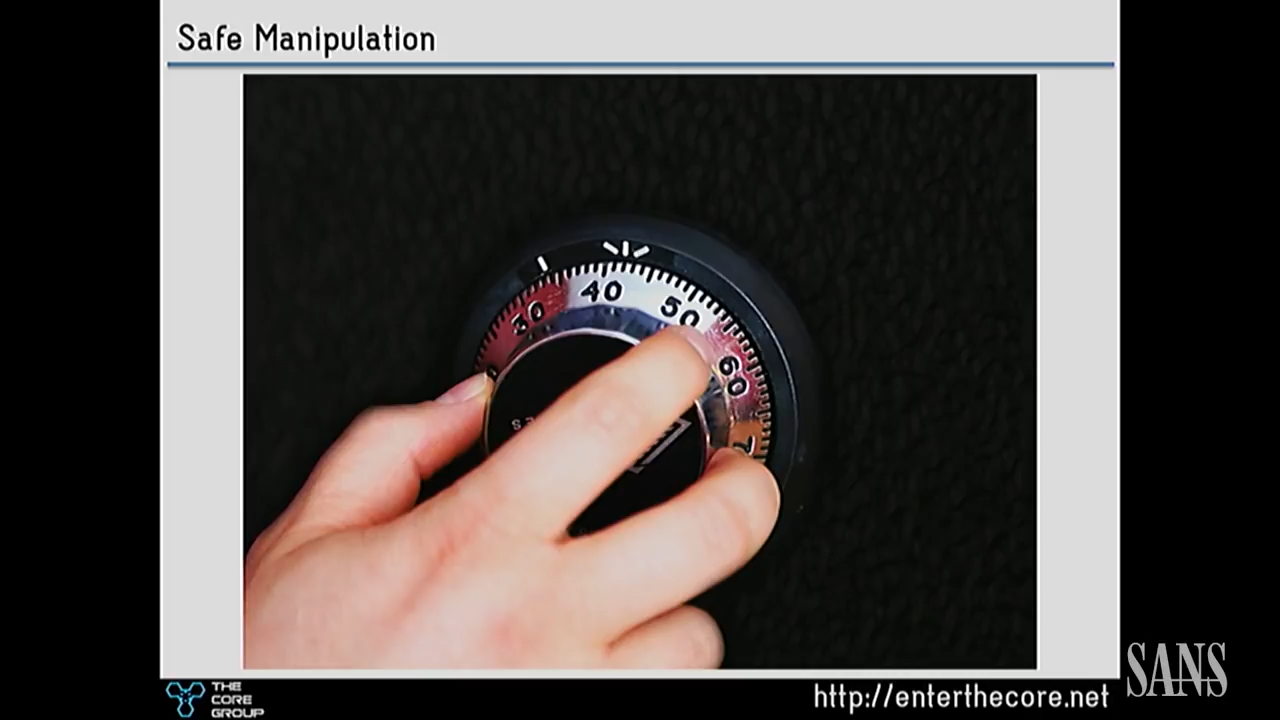 Safe Manipulation
30
40
50
60
THE
CORE
GROUP
http://enterthecore.net
SANS